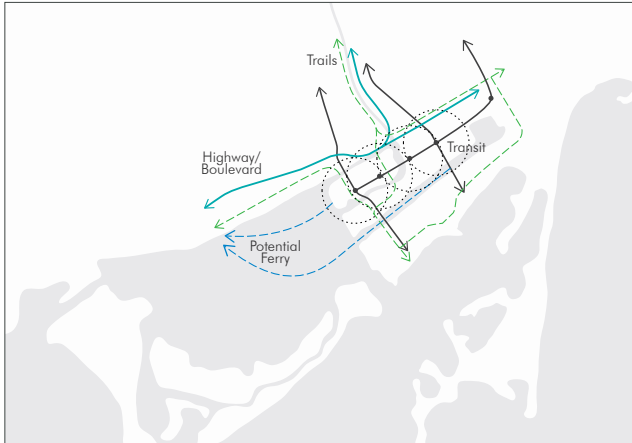 Trails
Highway/
Boulevard
Transit
Potential
Ferry